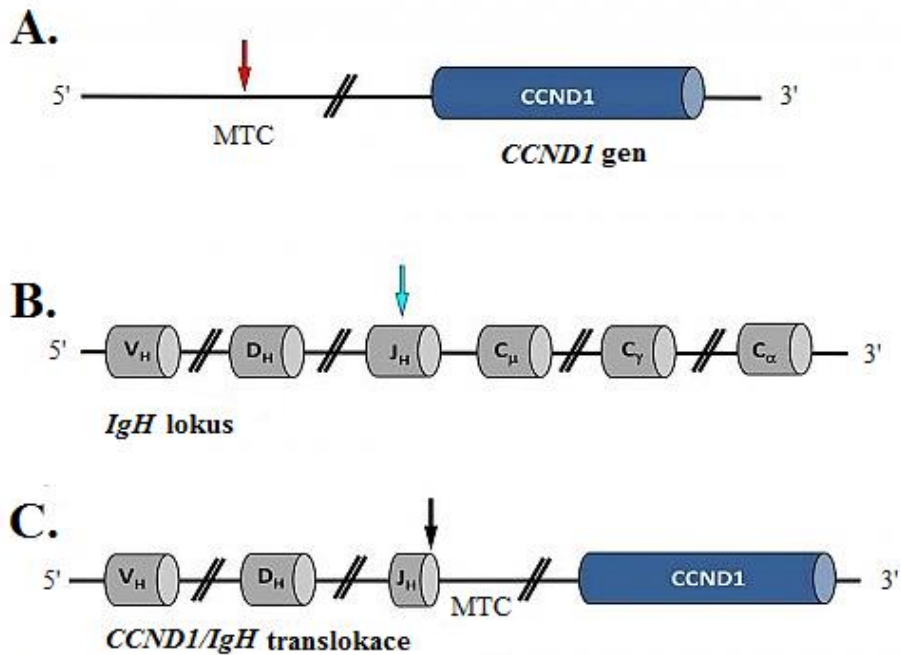 A.
5' CCND1 3'
MTC
CCND1 gen
B.
5' VH DH JH Cμ Cγ Cα 3'
IgH lokus
C.
5' VH DH JH MTC CCND1 3'
CCND1/IgH translokace